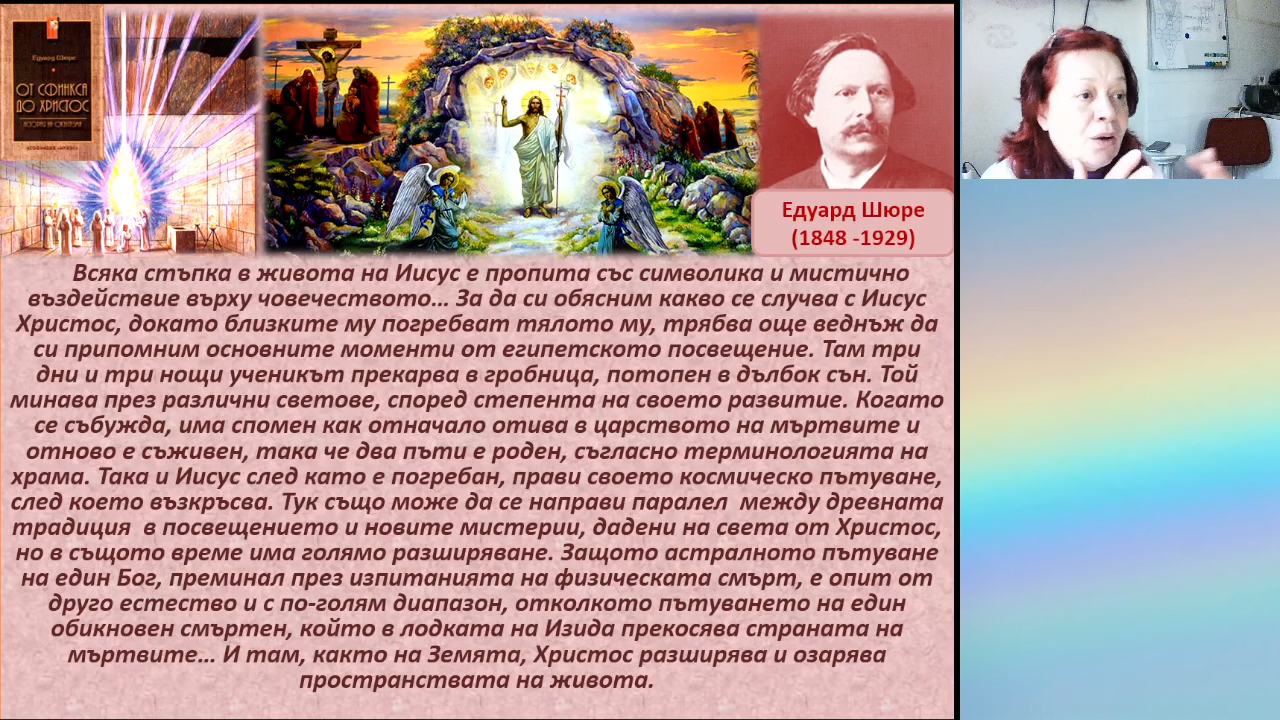 Едуард Шюре
ОТ СФИНКСА
ДО ХРИСТОС
Едуард Шюре
(1848 -1929)
Всяка стъпка в живота на Иисус е пропита със символика и мистично
въздействие върху човечеството... За да си обясним какво се случва с Иисус
Христос, докато близките му погребват тялото му, трябва още веднъж да
си припомним основните моменти от египетското посвещение. Там три
дни и три нощи ученикът прекарва в гробница, потопен в дълбок сън. Той
минава през различни светове, според степента на своето развитие. Когато
се събужда, има спомен как отначало отива в царството на мъртвите и
отново е съживен, така че два пъти е роден, съгласно терминологията на
храма. Така и Иисус след като е погребан, прави своето космическо пътуване,
след което възкръсва. Тук също може да се направи паралел между древната
традиция в посвещението и новите мистерии, дадени на света от Христос,
но в същото време има голямо разширяване. Защото астралното пътуване
на един Бог, преминал през изпитанията на физическата смърт, е опит от
друго естество и с по-голям диапазон, отколкото пътуването на един
обикновен смъртен, който в лодката на Изида прекосява страната на
мъртвите... И там, както на Земята, Христос разширява и озарява
пространствата на живота.